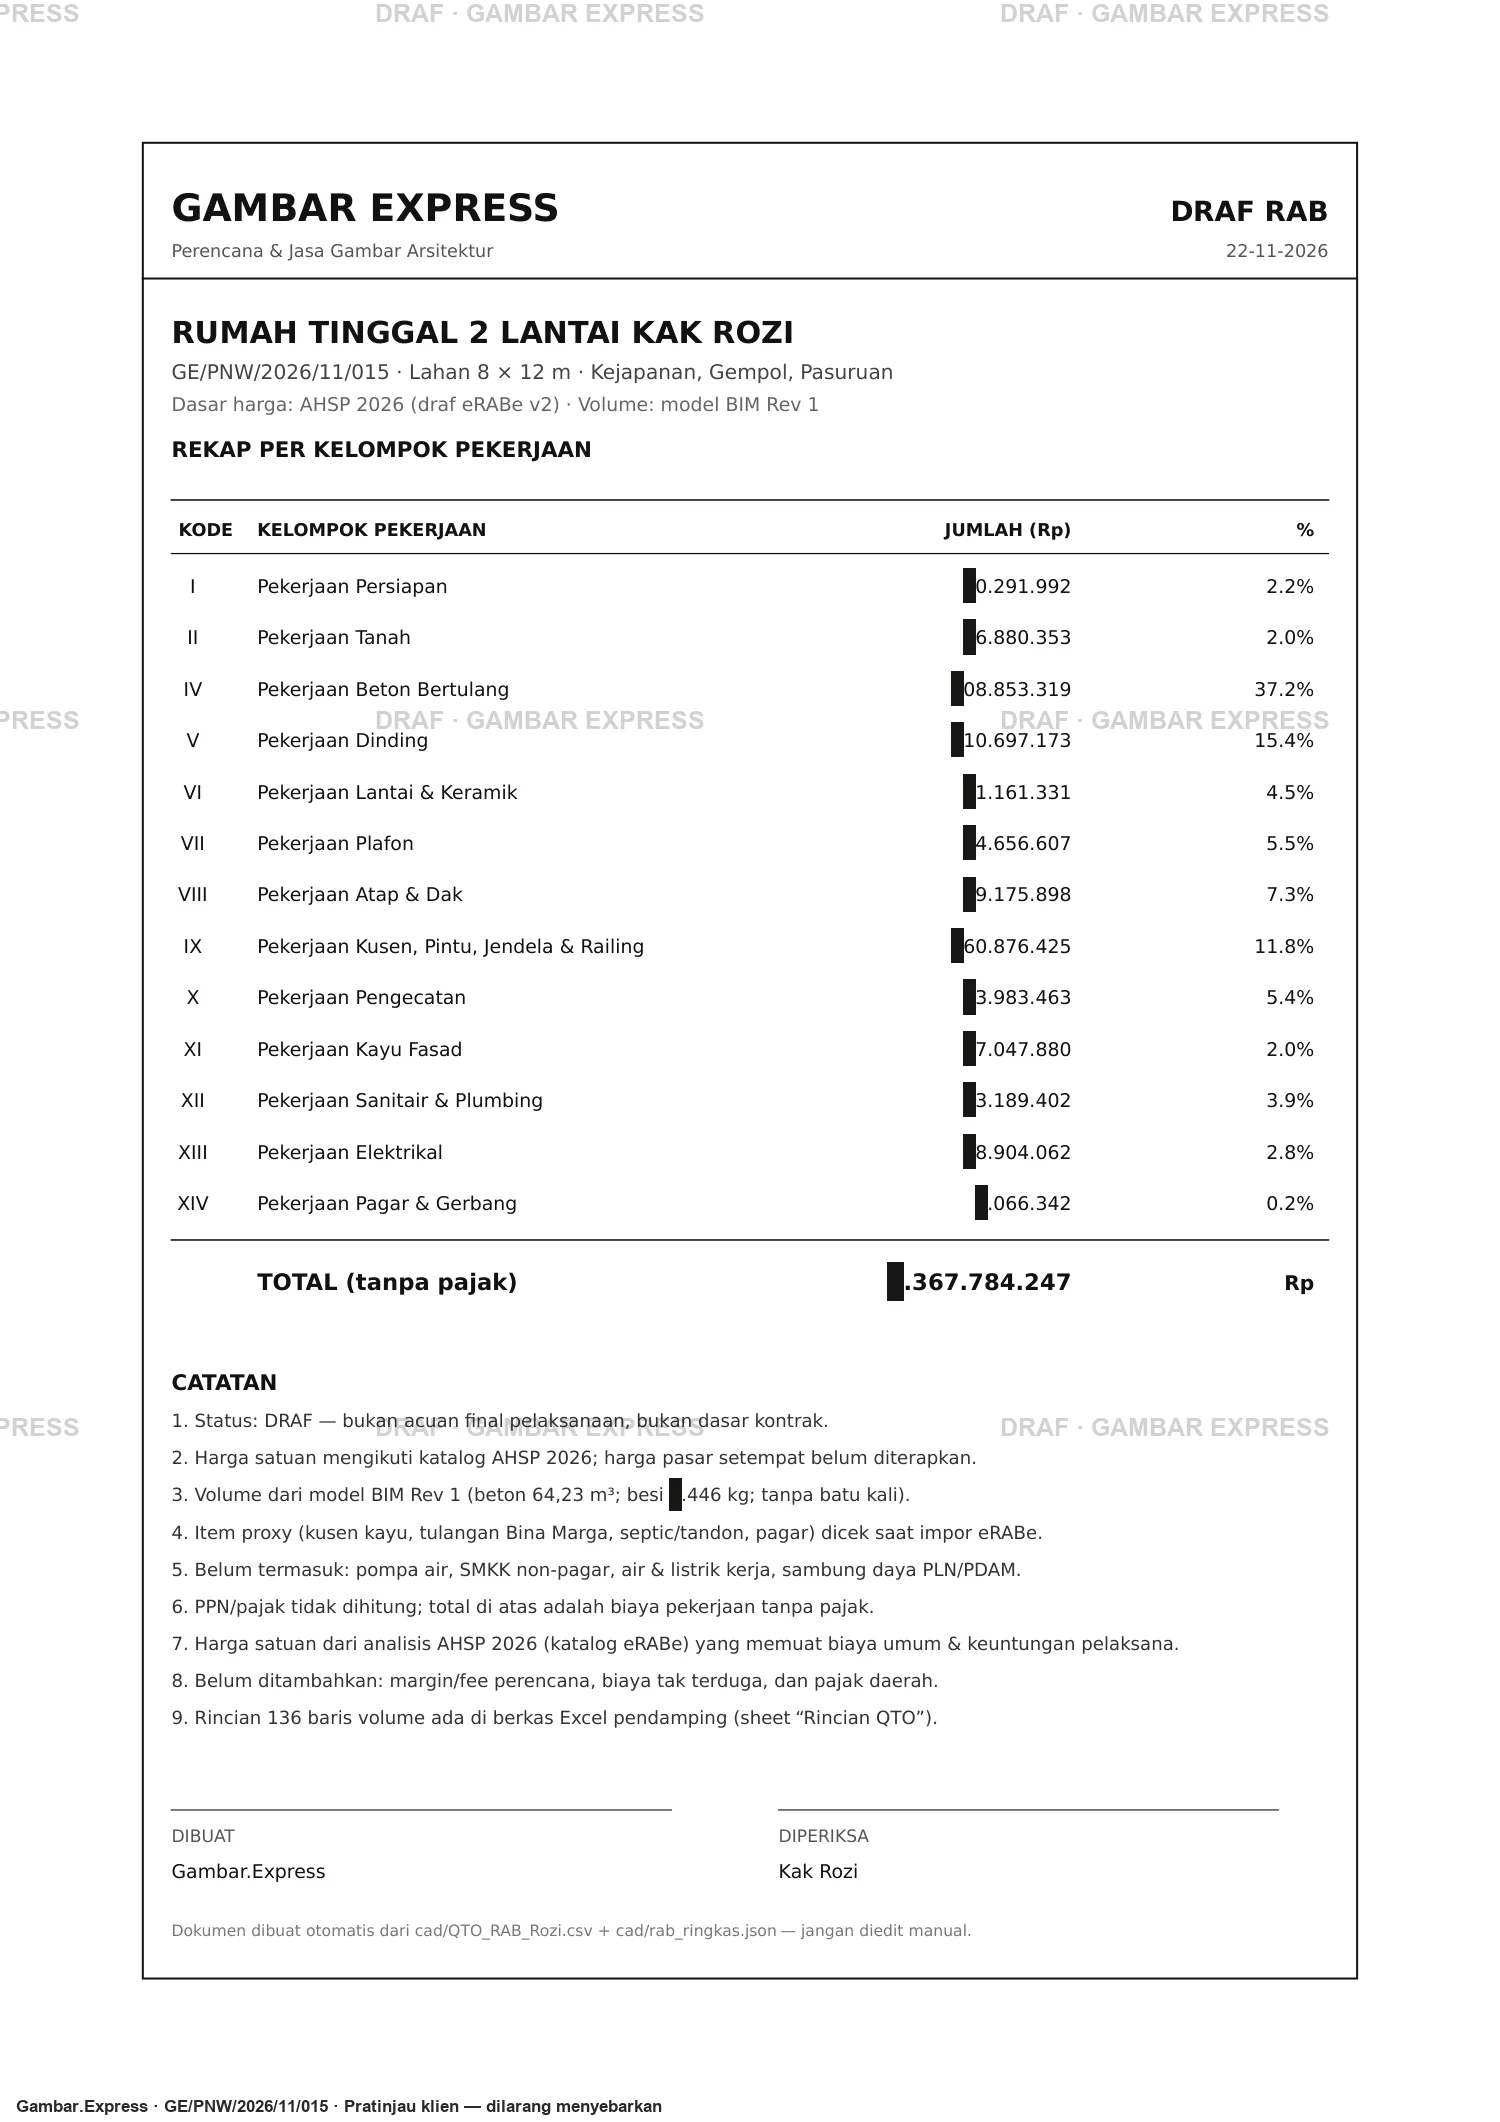 PRESS DRAF · GAMBAR EXPRESS DRAF · GAMBAR EXPRESS
GAMBAR EXPRESS DRAF RAB
Perencana & Jasa Gambar Arsitektur 22-11-2026
RUMAH TINGGAL 2 LANTAI KAK ROZI
GE/PNW/2026/11/015 · Lahan 8 × 12 m · Kejapanan, Gempol, Pasuruan
Dasar harga: AHSP 2026 (draf eRABe v2) · Volume: model BIM Rev 1
REKAP PER KELOMPOK PEKERJAAN
KODE KELOMPOK PEKERJAAN JUMLAH (Rp) %
I Pekerjaan Persiapan 0.291.992 2.2%
II Pekerjaan Tanah 6.880.353 2.0%
IV Pekerjaan Beton Bertulang 08.853.319 37.2%
PRESS DRAF · GAMBAR EXPRESS DRAF · GAMBAR EXPRESS
V Pekerjaan Dinding 10.697.173 15.4%
VI Pekerjaan Lantai & Keramik 1.161.331 4.5%
VII Pekerjaan Plafon 4.656.607 5.5%
VIII Pekerjaan Atap & Dak 9.175.898 7.3%
IX Pekerjaan Kusen, Pintu, Jendela & Railing 60.876.425 11.8%
X Pekerjaan Pengecatan 3.983.463 5.4%
XI Pekerjaan Kayu Fasad 7.047.880 2.0%
XII Pekerjaan Sanitair & Plumbing 3.189.402 3.9%
XIII Pekerjaan Elektrikal 8.904.062 2.8%
XIV Pekerjaan Pagar & Gerbang .066.342 0.2%
TOTAL (tanpa pajak) .367.784.247 Rp
CATATAN
1. Status: DRAF — bukan acuan final pelaksanaan, bukan dasar kontrak.
PRESS DRAF · GAMBAR EXPRESS DRAF · GAMBAR EXPRESS
2. Harga satuan mengikuti katalog AHSP 2026; harga pasar setempat belum diterapkan.
3. Volume dari model BIM Rev 1 (beton 64,23 m³; besi .446 kg; tanpa batu kali).
4. Item proxy (kusen kayu, tulangan Bina Marga, septic/tandon, pagar) dicek saat impor eRABe.
5. Belum termasuk: pompa air, SMKK non-pagar, air & listrik kerja, sambung daya PLN/PDAM.
6. PPN/pajak tidak dihitung; total di atas adalah biaya pekerjaan tanpa pajak.
7. Harga satuan dari analisis AHSP 2026 (katalog eRABe) yang memuat biaya umum & keuntungan pelaksana.
8. Belum ditambahkan: margin/fee perencana, biaya tak terduga, dan pajak daerah.
9. Rincian 136 baris volume ada di berkas Excel pendamping (sheet “Rincian QTO”).
DIBUAT DIPERIKSA
Gambar.Express Kak Rozi
Dokumen dibuat otomatis dari cad/QTO_RAB_Rozi.csv + cad/rab_ringkas.json — jangan diedit manual.
Gambar.Express · GE/PNW/2026/11/015 · Pratinjau klien — dilarang menyebarkan